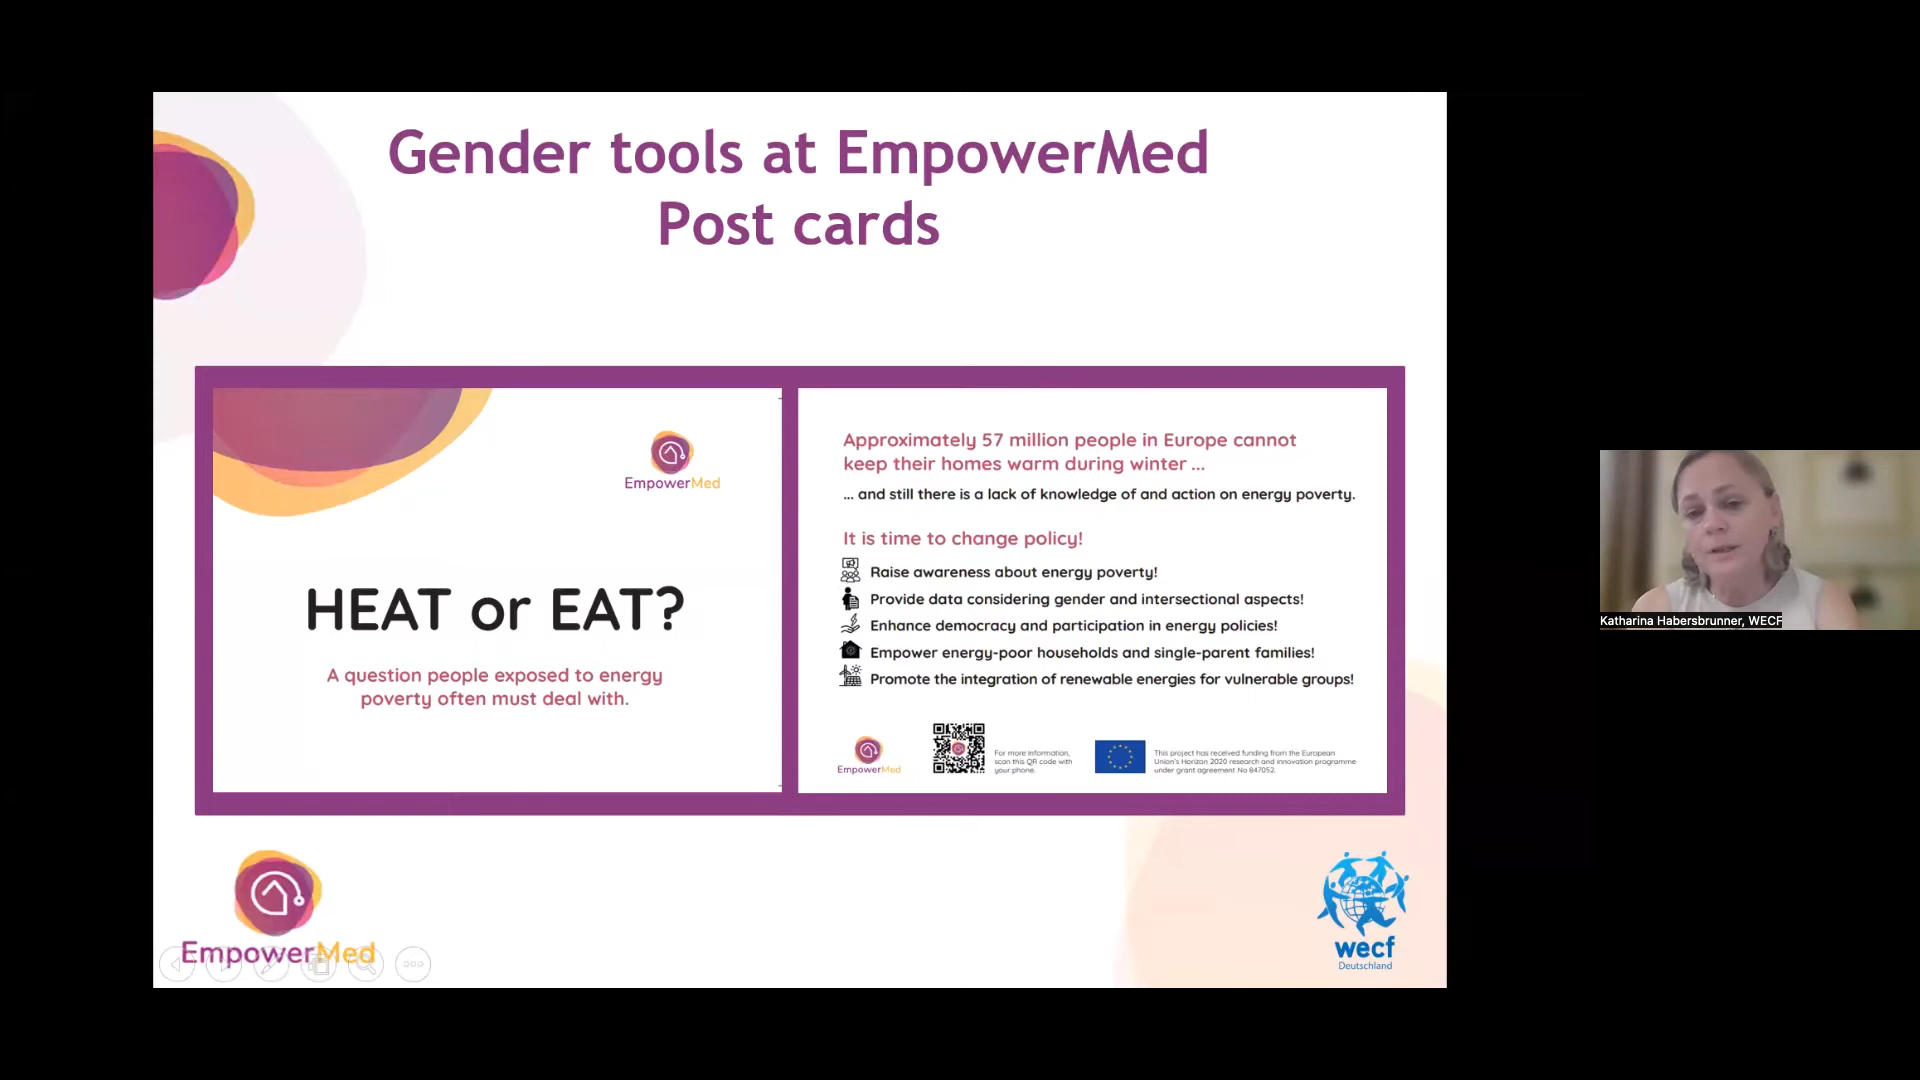 Gender tools at EmpowerMed
Post cards
EmpowerMed
HEAT or EAT?
A question people exposed to energy
poverty often must deal with.
Approximately 57 million people in Europe cannot
keep their homes warm during winter ...
... and still there is a lack of knowledge of and action on energy poverty.
It is time to change policy!
Raise awareness about energy poverty!
Provide data considering gender and intersectional aspects!
Enhance democracy and participation in energy policies!
Empower energy-poor households and single-parent families!
Promote the integration of renewable energies for vulnerable groups!
EmpowerMed
For more information,
scan this QR code with
your phone.
This project has received funding from the European
Union's Horizon 2020 research and innovation programme
under grant agreement No 847052.
EmpowerMed
wecf
Deutschland
Katharina Habersbrunner, WECF